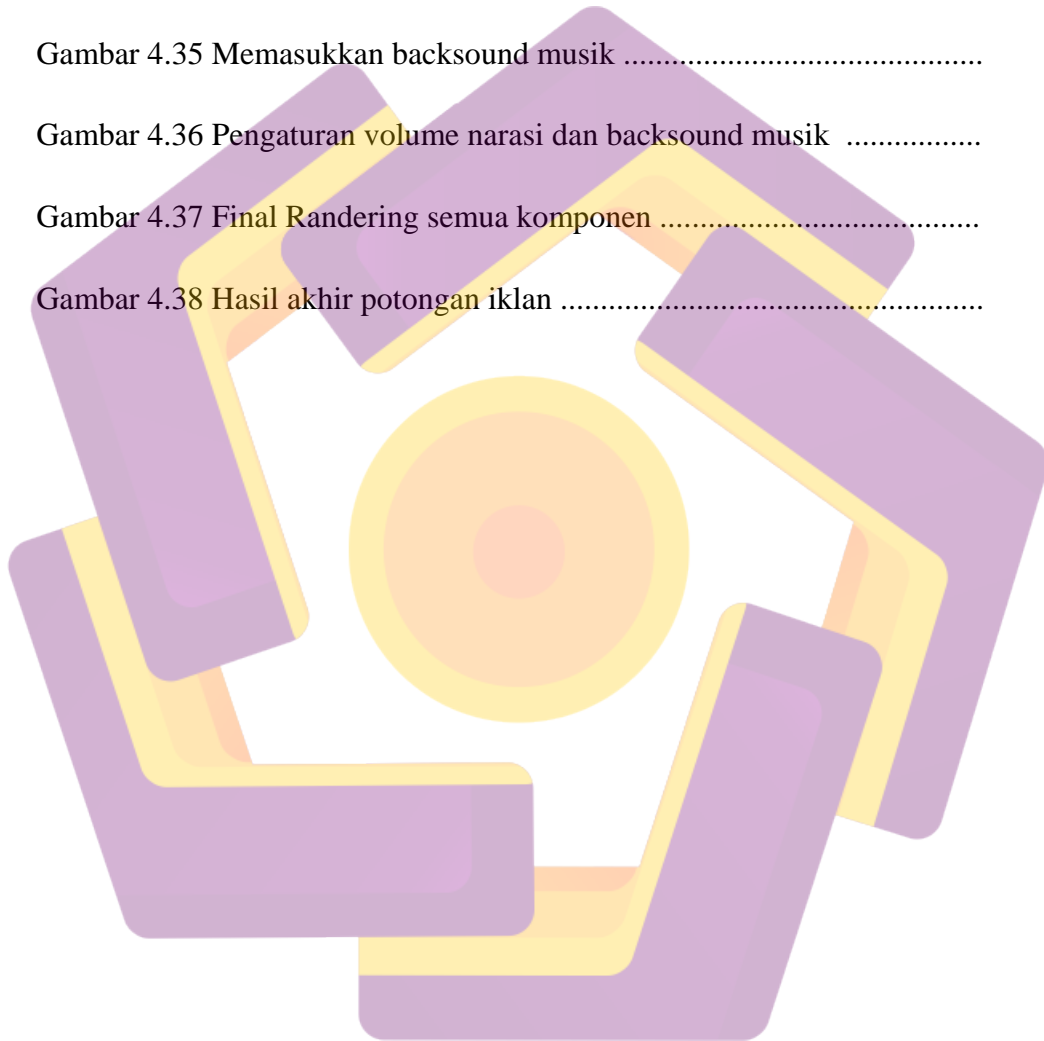 Gambar 4.35 Memasukkan backsound musik ............................................
Gambar 4.36 Pengaturan volume narasi dan backsound musik .................
Gambar 4.37 Final Randering semua komponen .......................................
Gambar 4.38 Hasil akhir potongan iklan ....................................................